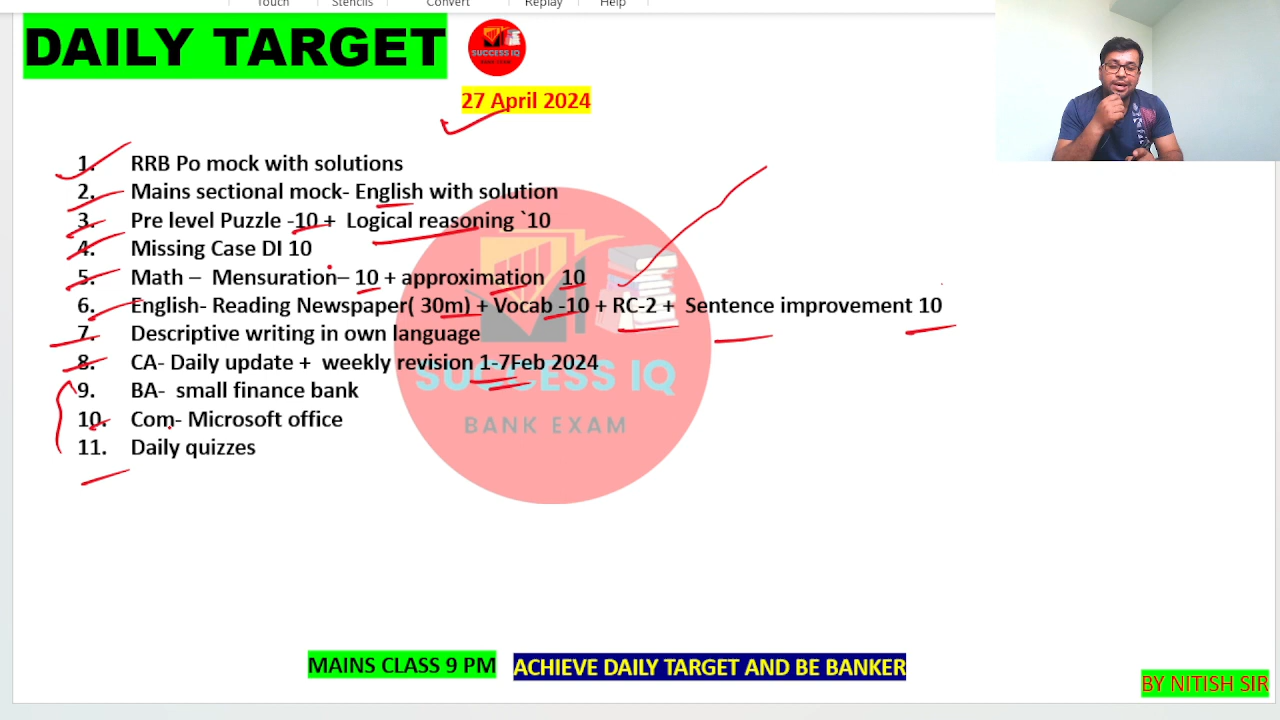 Touch Stencils Convert Replay Help
DAILY TARGET
SUCCESS IQ
BANK EXAM
27 April 2024
1. RRB Po mock with solutions
2. Mains sectional mock- English with solution
3. Pre level Puzzle -10 + Logical reasoning `10
4. Missing Case DI 10
5. Math – Mensuration– 10 + approximation 10
6. English- Reading Newspaper( 30m) + Vocab -10 + RC-2 + Sentence improvement 10
7. Descriptive writing in own language
8. CA- Daily update + weekly revision 1-7Feb 2024
9. BA- small finance bank
10. Com- Microsoft office
11. Daily quizzes
SUCCESS IQ
BANK EXAM
MAINS CLASS 9 PM
ACHIEVE DAILY TARGET AND BE BANKER
BY NITISH SIR